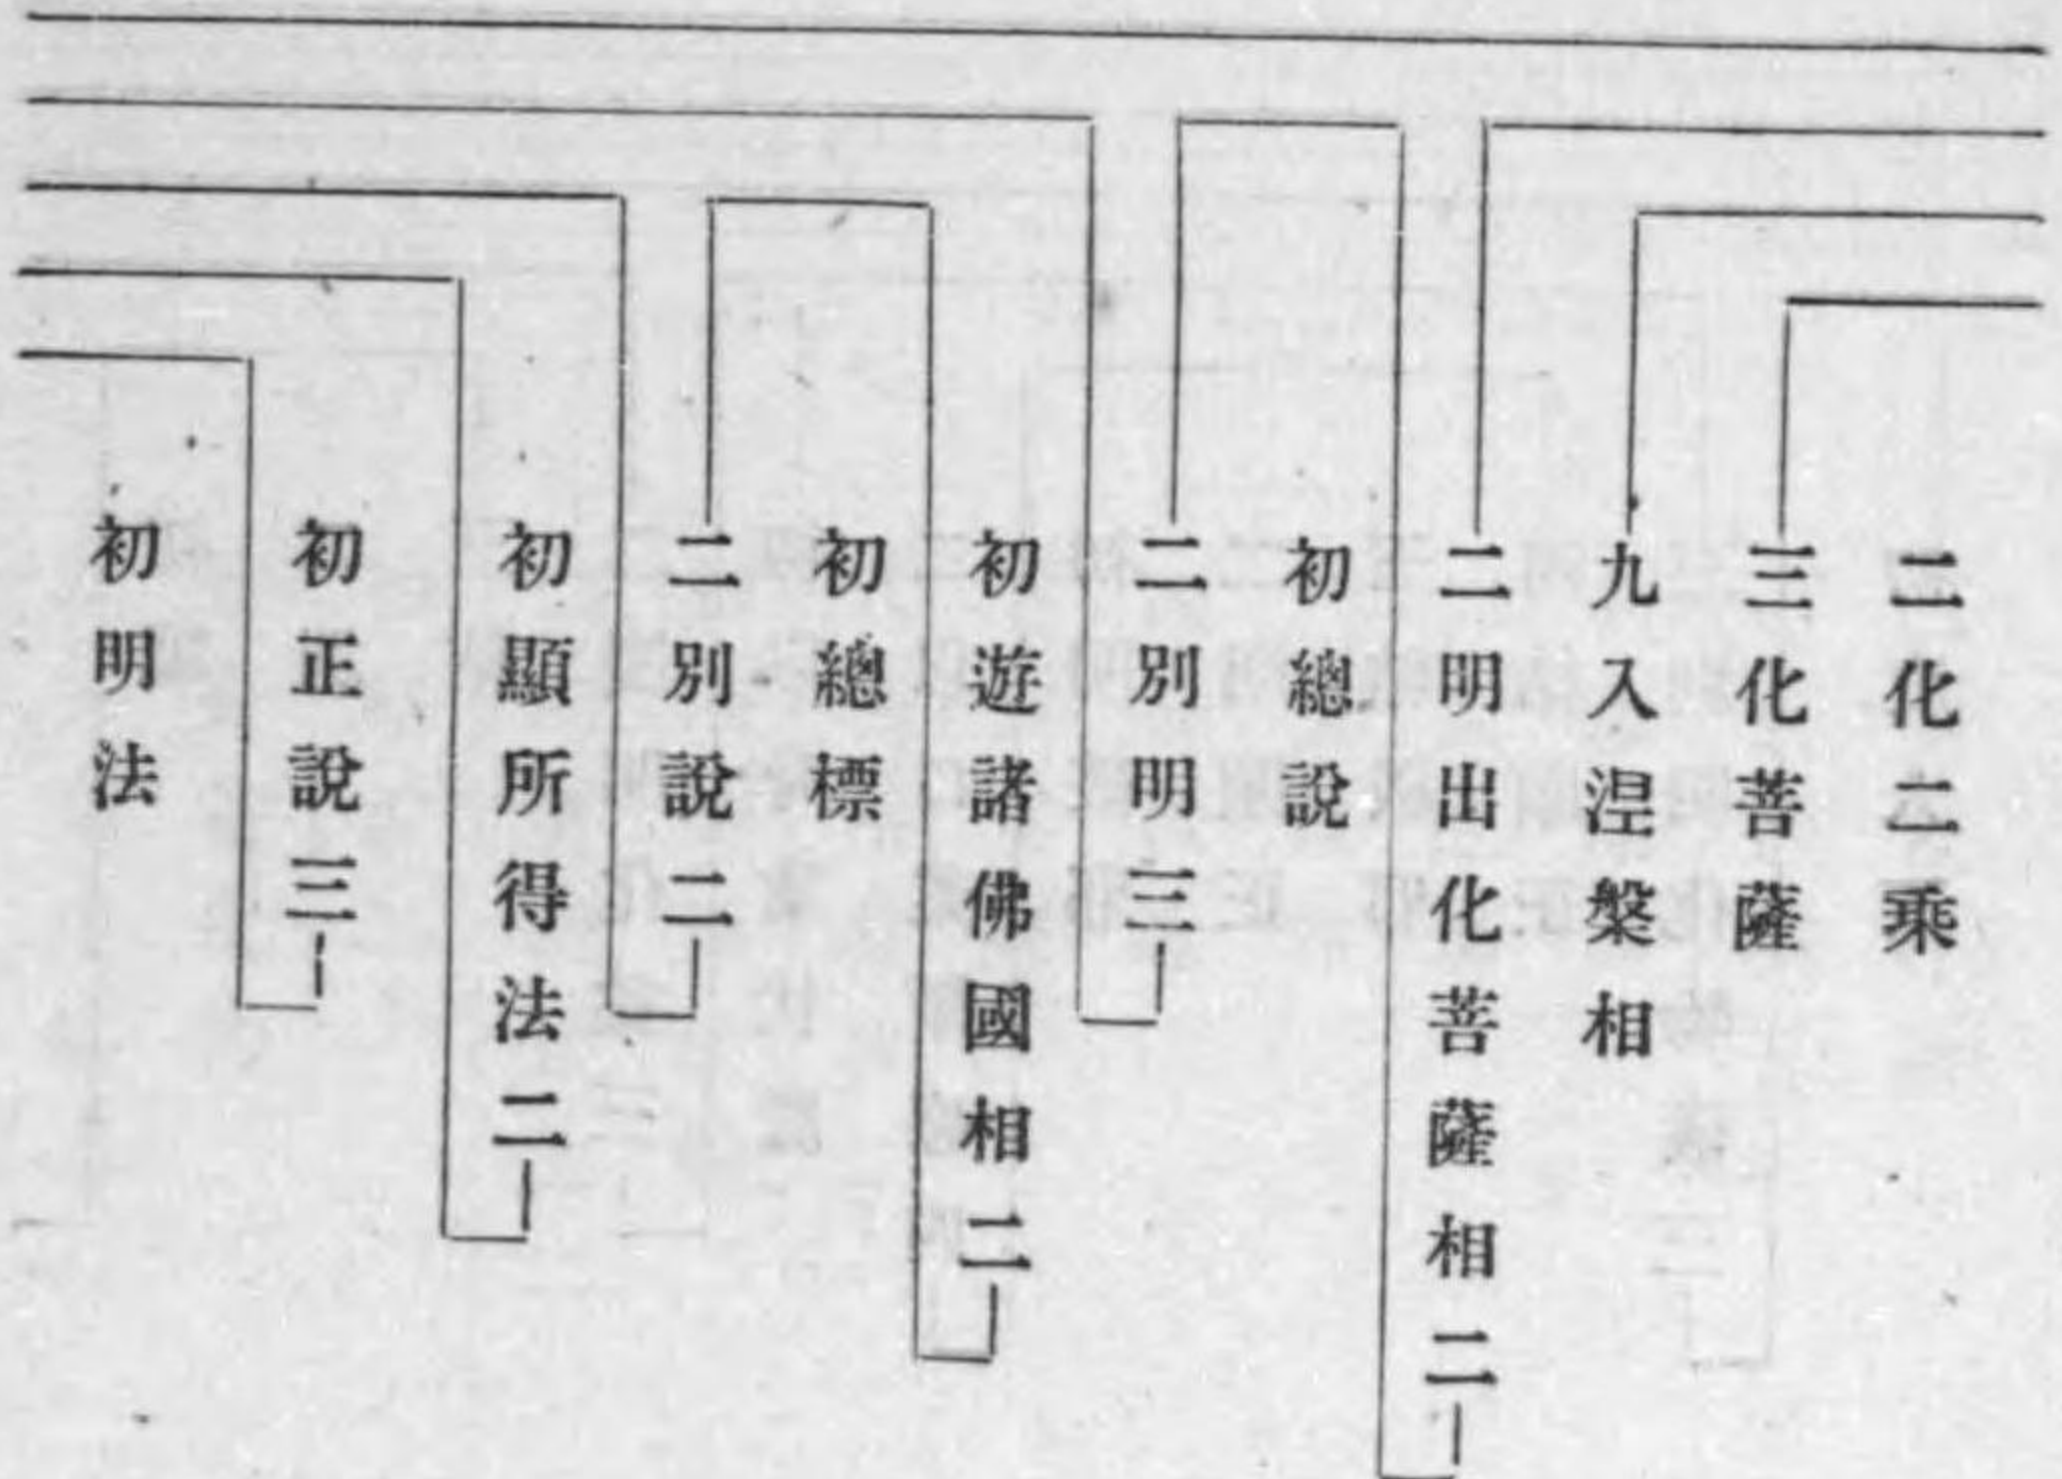 二化二乘
三化菩薩
九入涅槃相
二明出化菩薩相二
初總說
二別明三
初遊諸佛國相二
初總標
二別說二
初顯所得法二
初正說三
初明法